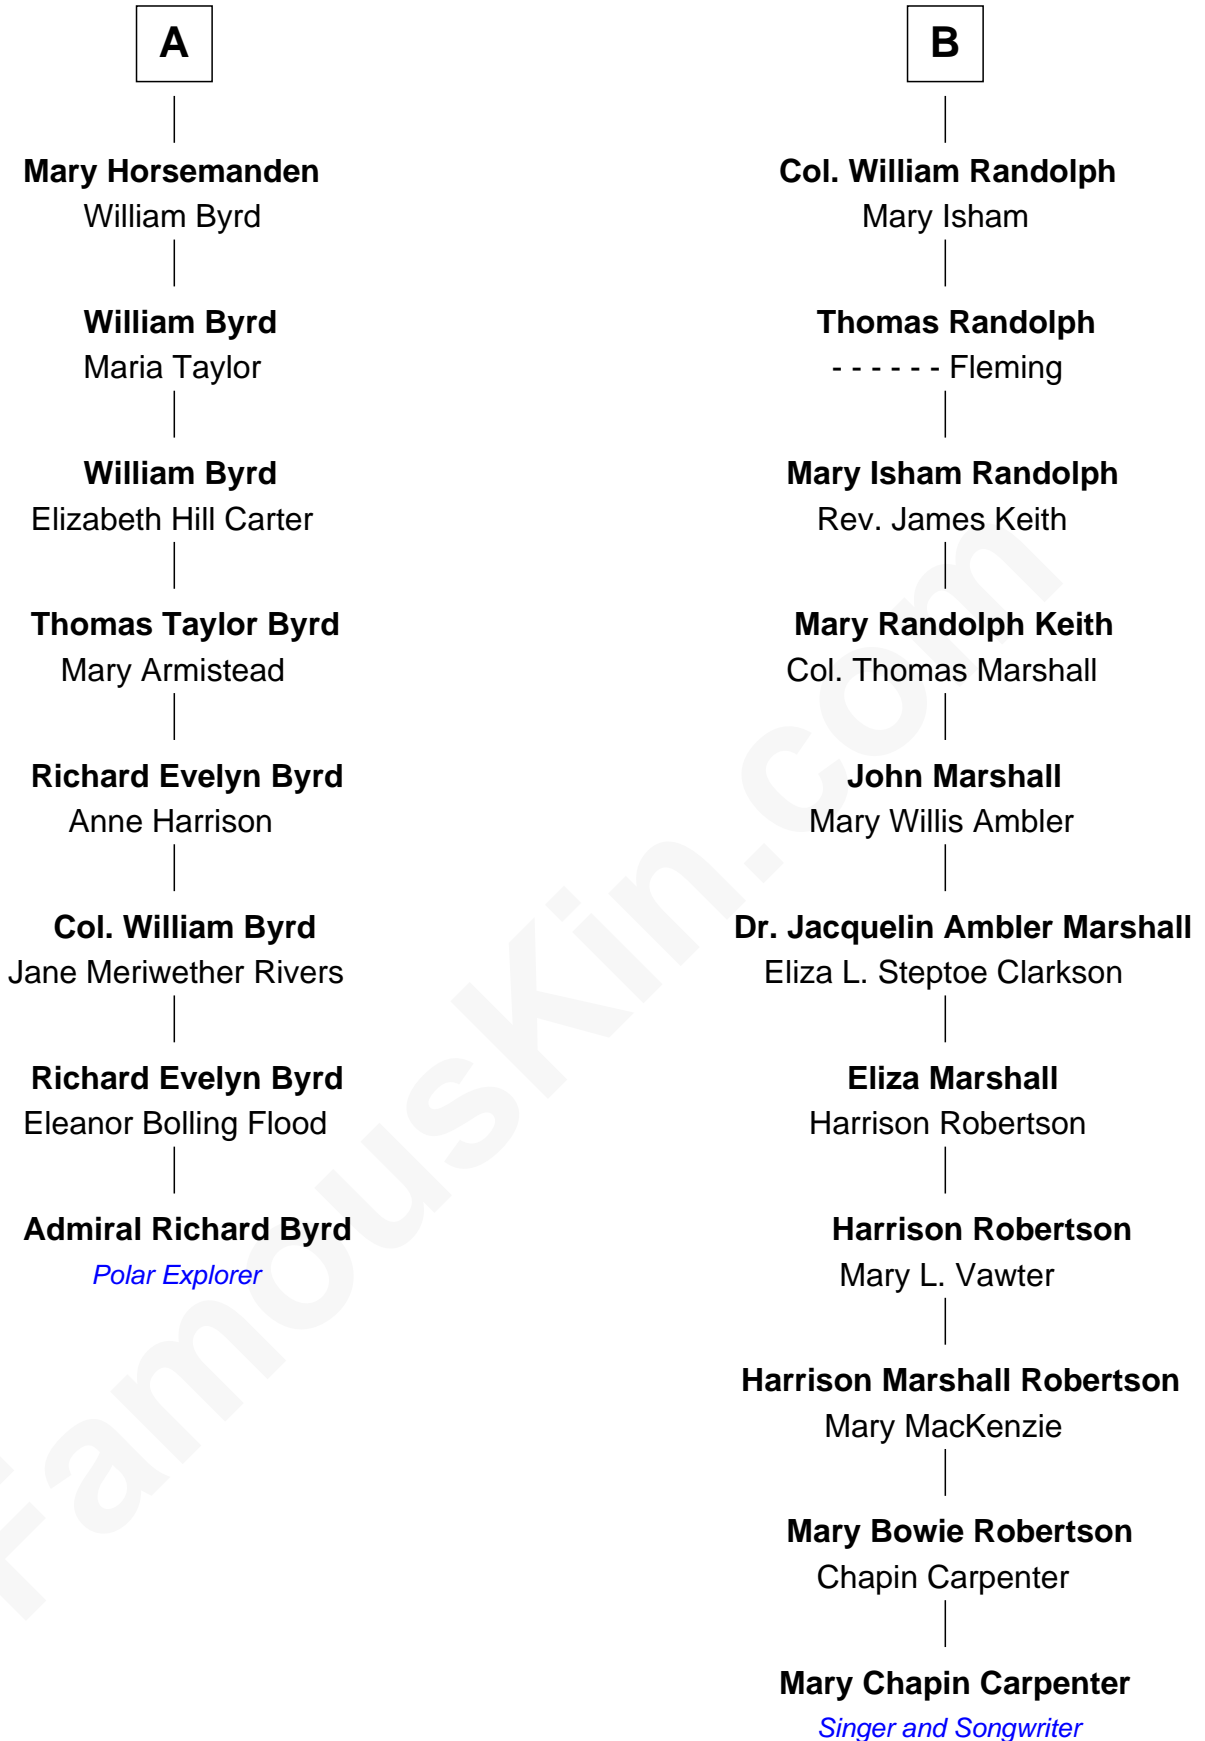 A
Mary Horsemanden
William Byrd
William Byrd
Maria Taylor
William Byrd
Elizabeth Hill Carter
Thomas Taylor Byrd
Mary Armistead
Richard Evelyn Byrd
Anne Harrison
Col. William Byrd
Jane Meriwether Rivers
Richard Evelyn Byrd
Eleanor Bolling Flood
Admiral Richard Byrd
Polar Explorer
B
Col. William Randolph
Mary Isham
Thomas Randolph
- - - - - - Fleming
Mary Isham Randolph
Rev. James Keith
Mary Randolph Keith
Col. Thomas Marshall
John Marshall
Mary Willis Ambler
Dr. Jacquelin Ambler Marshall
Eliza L. Steptoe Clarkson
Eliza Marshall
Harrison Robertson
Harrison Robertson
Mary L. Vawter
Harrison Marshall Robertson
Mary MacKenzie
Mary Bowie Robertson
Chapin Carpenter
Mary Chapin Carpenter
Singer and Songwriter
FamousKin.com